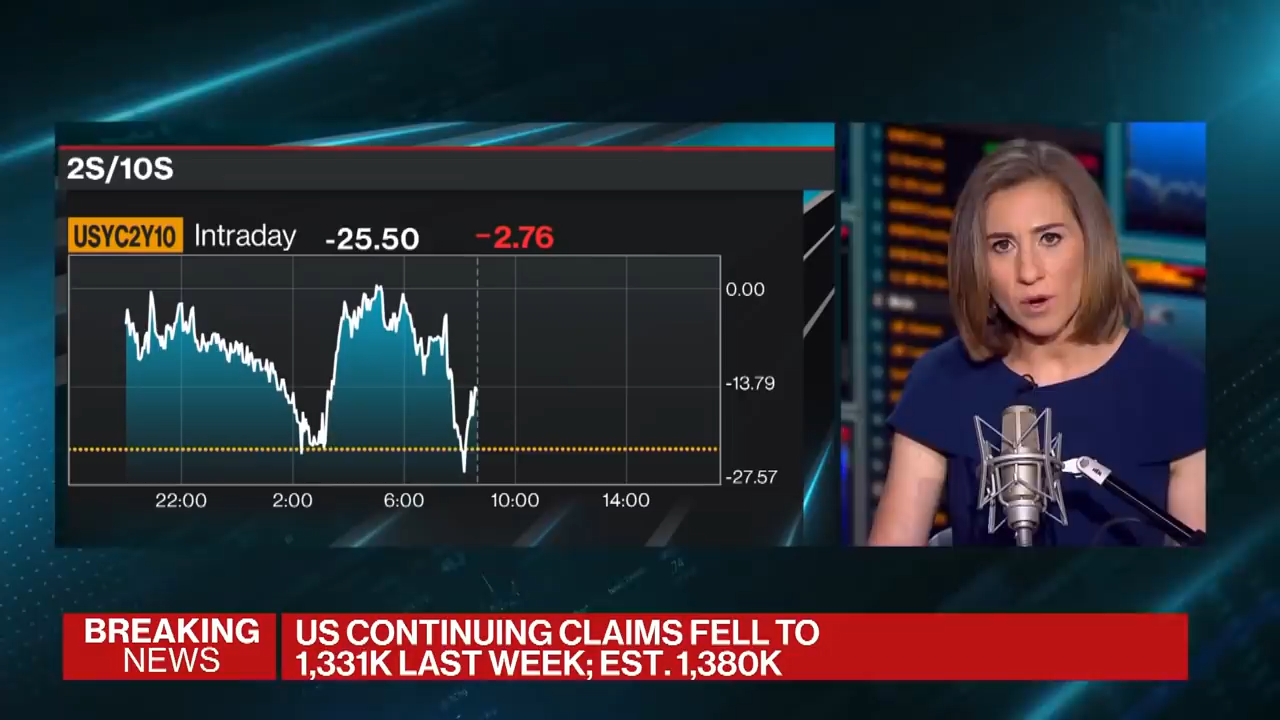 2S/10S
USYC2Y10 Intraday -25.50 -2.76
0.00
-13.79
-27.57
22:00 2:00 6:00 10:00 14:00
BREAKING NEWS
US CONTINUING CLAIMS FELL TO
1,331K LAST WEEK; EST. 1,380K